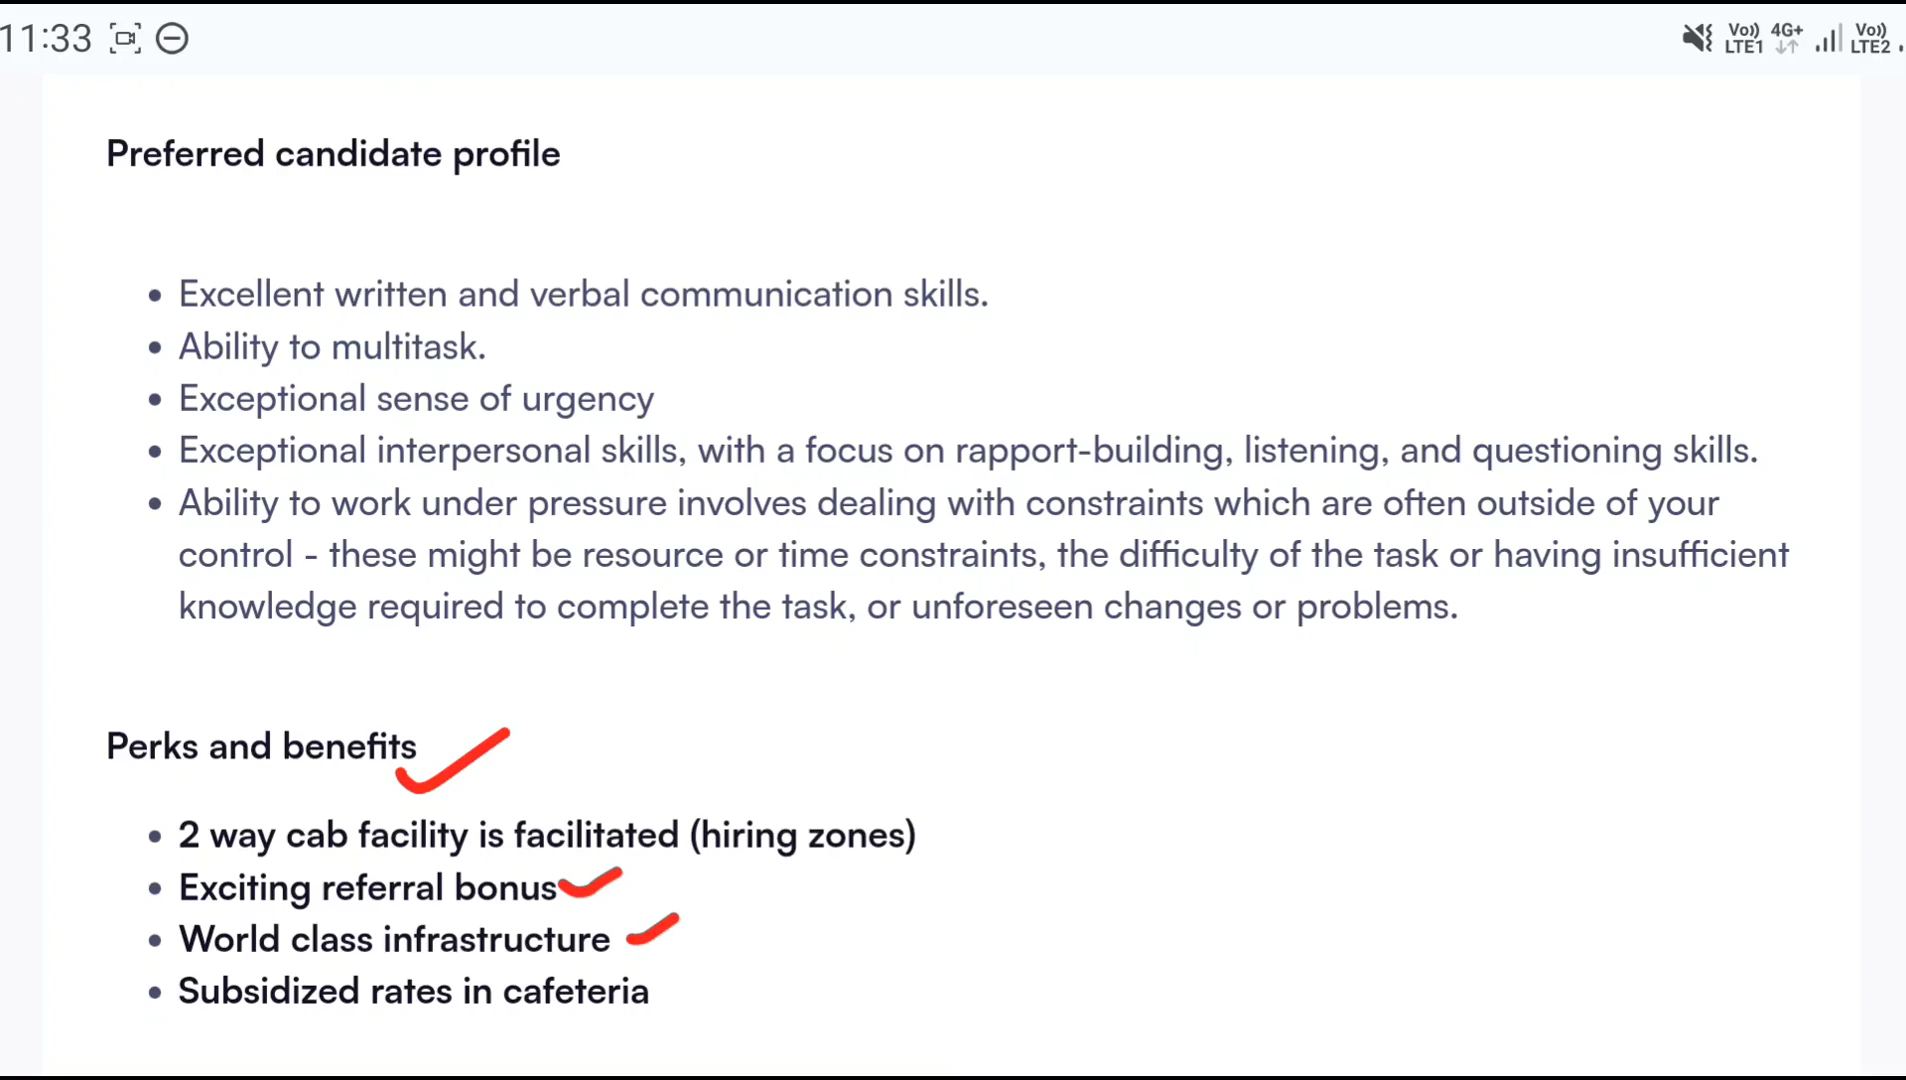 11:33
Vo)) LTE1 4G+ Vo)) LTE2
Preferred candidate profile
• Excellent written and verbal communication skills.
• Ability to multitask.
• Exceptional sense of urgency
• Exceptional interpersonal skills, with a focus on rapport-building, listening, and questioning skills.
• Ability to work under pressure involves dealing with constraints which are often outside of your
control - these might be resource or time constraints, the difficulty of the task or having insufficient
knowledge required to complete the task, or unforeseen changes or problems.
Perks and benefits
• 2 way cab facility is facilitated (hiring zones)
• Exciting referral bonus
• World class infrastructure
• Subsidized rates in cafeteria